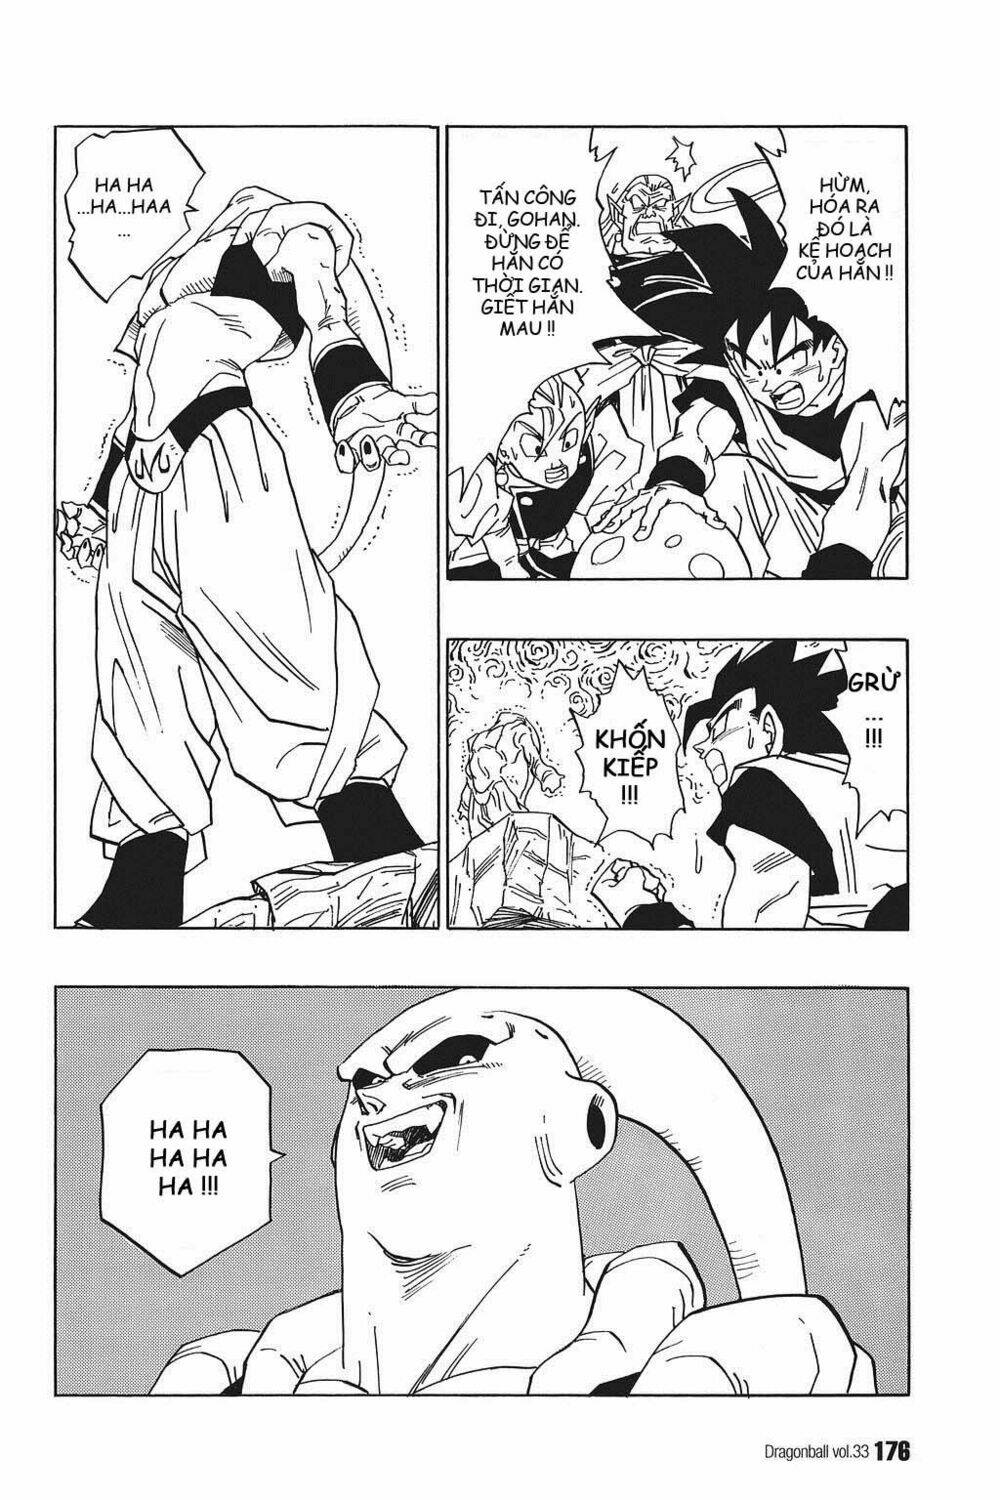 HỪM,
HÓA RA
ĐÓ LÀ
KẾ HOẠCH
CỦA HẮN !!
TẤN CÔNG
ĐI, GOHAN.
ĐỪNG ĐỂ
HẮN CÓ
THỜI GIAN.
GIẾT HẮN
MAU !!
GRỪ
...
!!!
KHỐN
KIẾP
!!!
HA HA
...HA...HAA
...
HA HA
HA HA
HA !!!
Dragonball vol.33 176